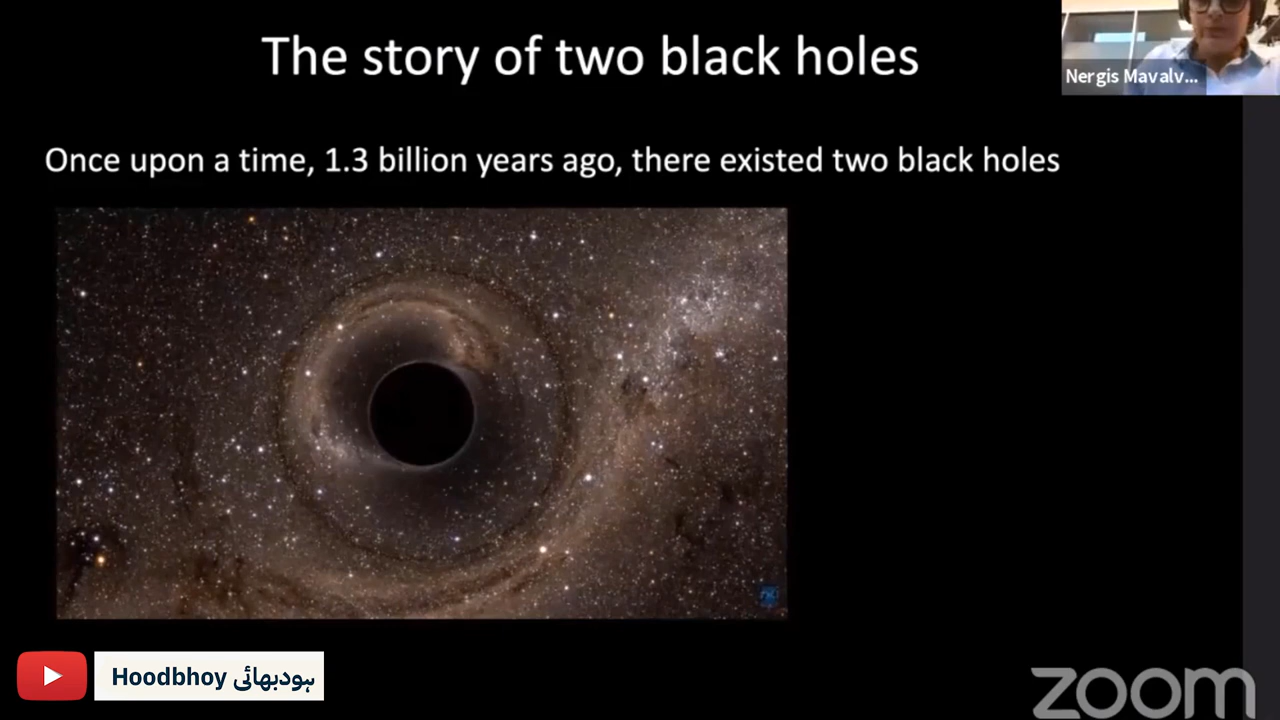 The story of two black holes
Nergis Mavalv...
Once upon a time, 1.3 billion years ago, there existed two black holes
Hoodbhoy ہودبھائی
zoom